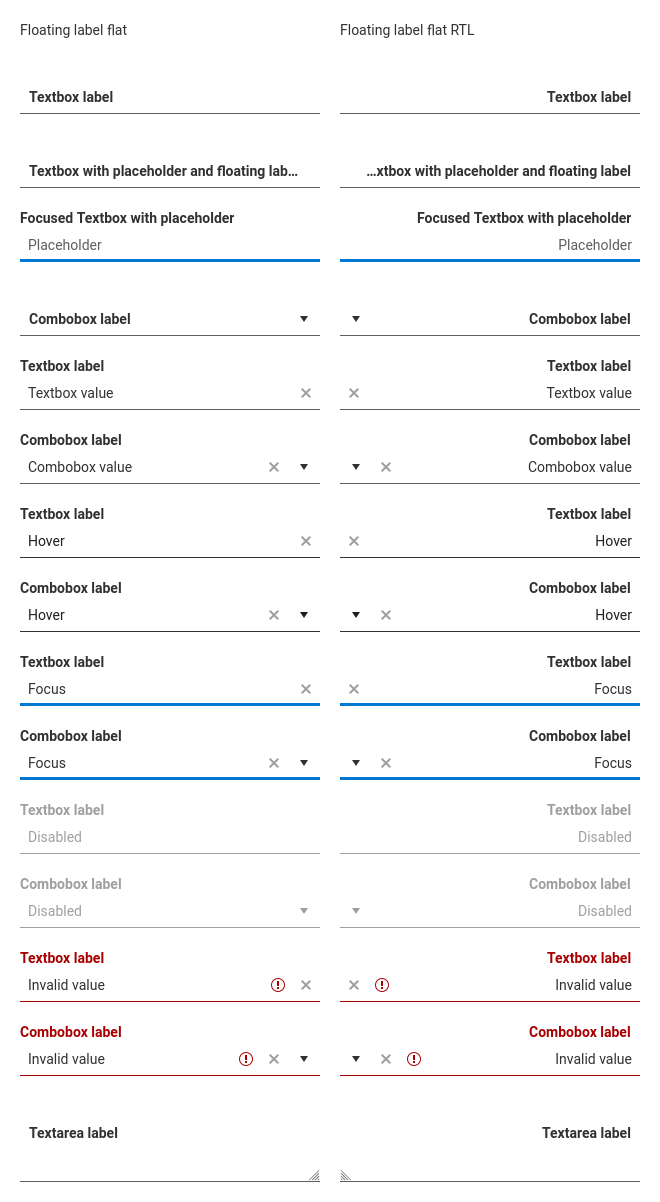 Floating label flat
Floating label flat RTL
Textbox label
Textbox label
Textbox with placeholder and floating lab...
...xtbox with placeholder and floating label
Focused Textbox with placeholder
Focused Textbox with placeholder
Placeholder
Placeholder
Combobox label
Combobox label
Textbox label
Textbox label
Textbox value
Textbox value
Combobox label
Combobox label
Combobox value
Combobox value
Textbox label
Textbox label
Hover
Hover
Combobox label
Combobox label
Hover
Hover
Textbox label
Textbox label
Focus
Focus
Combobox label
Combobox label
Focus
Focus
Textbox label
Textbox label
Disabled
Disabled
Combobox label
Combobox label
Disabled
Disabled
Textbox label
Textbox label
Invalid value
Invalid value
Combobox label
Combobox label
Invalid value
Invalid value
Textarea label
Textarea label